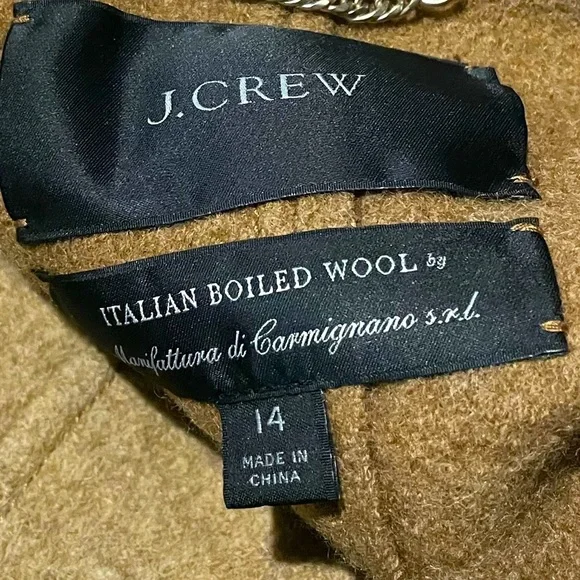 J.CREW
ITALIAN BOILED WOOL by
Manifattura di Carmignano s.r.l.
14
MADE IN
CHINA